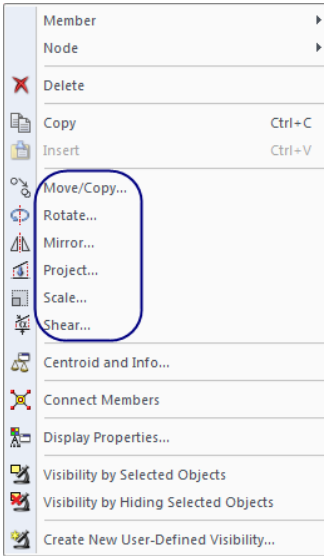 Member
Node
Delete
Copy Ctrl+C
Insert Ctrl+V
Move/Copy...
Rotate...
Mirror...
Project...
Scale...
Shear...
Centroid and Info...
Connect Members
Display Properties...
Visibility by Selected Objects
Visibility by Hiding Selected Objects
Create New User-Defined Visibility...